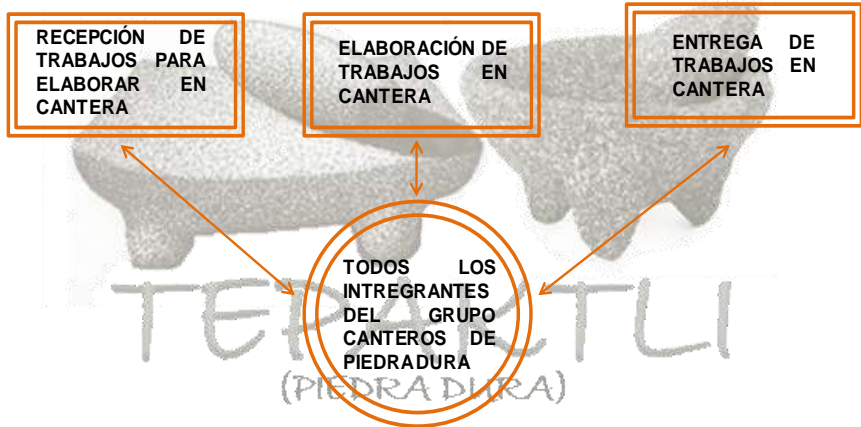 RECEPCIÓN DE
TRABAJOS PARA
ELABORAR EN
CANTERA
ELABORACIÓN DE
TRABAJOS EN
CANTERA
ENTREGA DE
TRABAJOS EN
CANTERA
TODOS LOS
INTREGRANTES
DEL GRUPO
CANTEROS DE
PIEDRADURA
TEPAKTLI
(PIEDRA DURA)